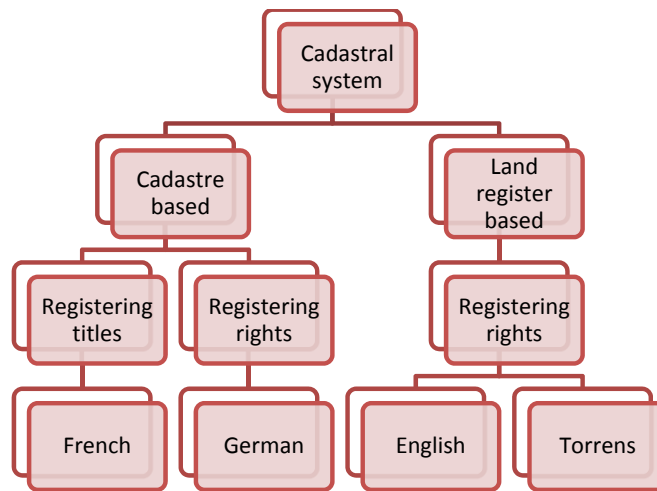 Cadastral
system
Cadastre
based
Land
register
based
Registering
titles
Registering
rights
Registering
rights
French
German
English
Torrens